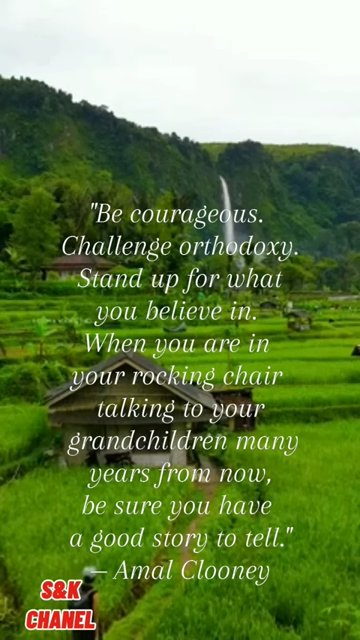 "Be courageous.
Challenge orthodoxy.
Stand up for what
you believe in.
When you are in
your rocking chair
talking to your
grandchildren many
years from now,
be sure you have
a good story to tell."
— Amal Clooney
S&K
CHANEL